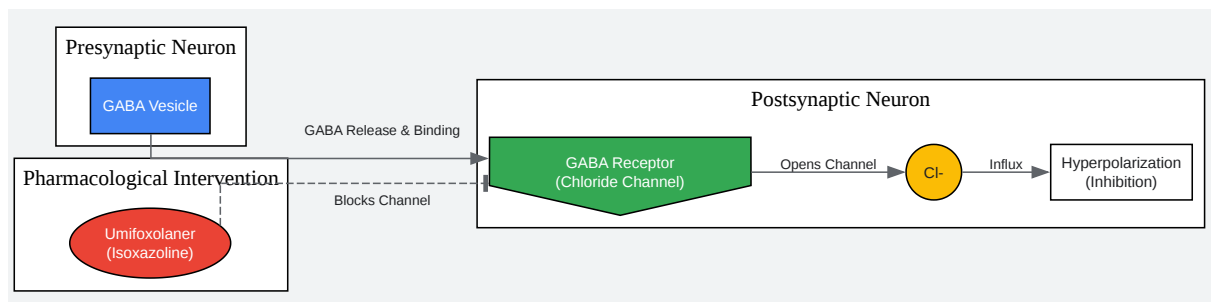 Presynaptic Neuron
GABA Vesicle
GABA Release & Binding
Pharmacological Intervention
Blocks Channel
Umifoxolaner
(Isoxazoline)
Postsynaptic Neuron
GABA Receptor
(Chloride Channel)
Opens Channel
Cl-
Influx
Hyperpolarization
(Inhibition)